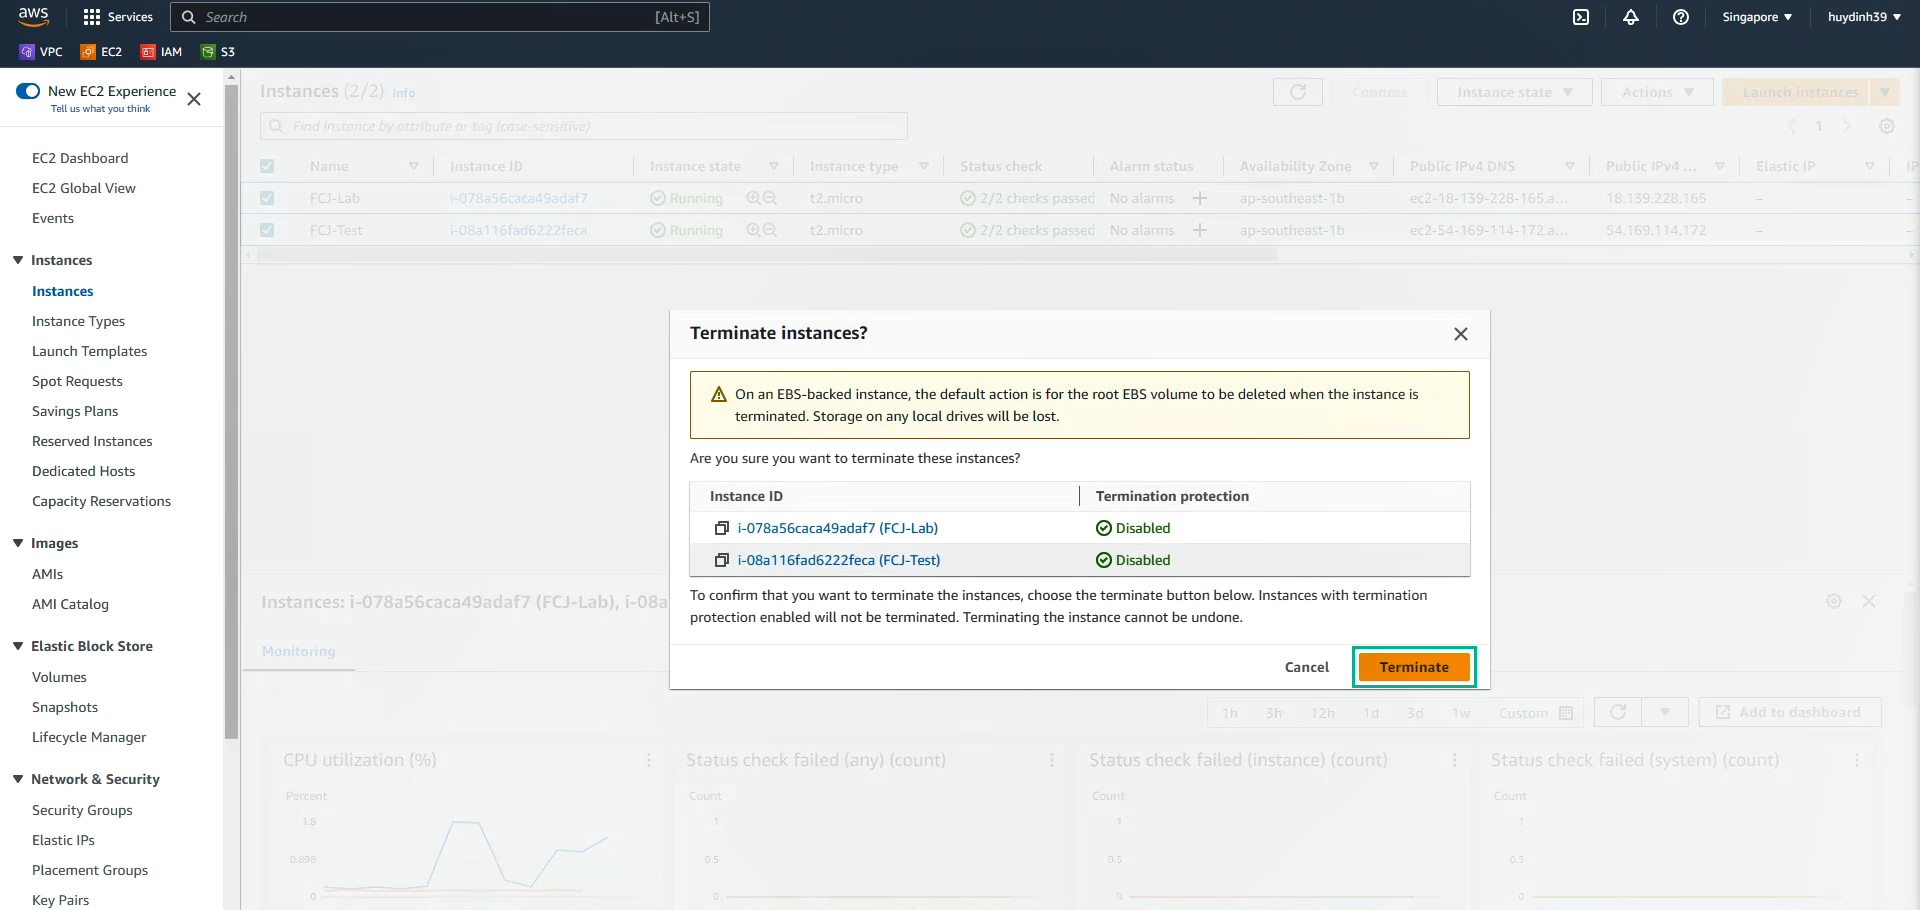 aws
Services
Search
[Alt+S]
Singapore
huydinh39
VPC
EC2
IAM
S3
New EC2 Experience
Tell us what you think
EC2 Dashboard
EC2 Global View
Events
Instances
Instances
Instance Types
Launch Templates
Spot Requests
Savings Plans
Reserved Instances
Dedicated Hosts
Capacity Reservations
Images
AMIs
AMI Catalog
Elastic Block Store
Volumes
Snapshots
Lifecycle Manager
Network & Security
Security Groups
Elastic IPs
Placement Groups
Key Pairs
Instances (2/2) Info
Connect
Instance state
Actions
Launch instances
Find instance by attribute or tag (case-sensitive)
1
Name Instance ID Instance state Instance type Status check Alarm status Availability Zone Public IPv4 DNS Public IPv4 ... Elastic IP IP
FCJ-Lab i-078a56caca49adaf7 Running t2.micro 2/2 checks passed No alarms + ap-southeast-1b ec2-18-139-228-165.a... 18.139.228.165 – –
FCJ-Test i-08a116fad6222feca Running t2.micro 2/2 checks passed No alarms + ap-southeast-1b ec2-54-169-114-172.a... 54.169.114.172 – –
Terminate instances?
On an EBS-backed instance, the default action is for the root EBS volume to be deleted when the instance is
terminated. Storage on any local drives will be lost.
Are you sure you want to terminate these instances?
Instance ID Termination protection
i-078a56caca49adaf7 (FCJ-Lab) Disabled
i-08a116fad6222feca (FCJ-Test) Disabled
To confirm that you want to terminate the instances, choose the terminate button below. Instances with termination
protection enabled will not be terminated. Terminating the instance cannot be undone.
Cancel
Terminate
Instances: i-078a56caca49adaf7 (FCJ-Lab), i-08a
Monitoring
1h 3h 12h 1d 3d 1w Custom
Add to dashboard
CPU utilization (%)
Percent
1.8
0.898
0
Status check failed (any) (count)
Count
1
0.5
0
Status check failed (instance) (count)
Count
1
0.5
0
Status check failed (system) (count)
Count
1
0.5
0